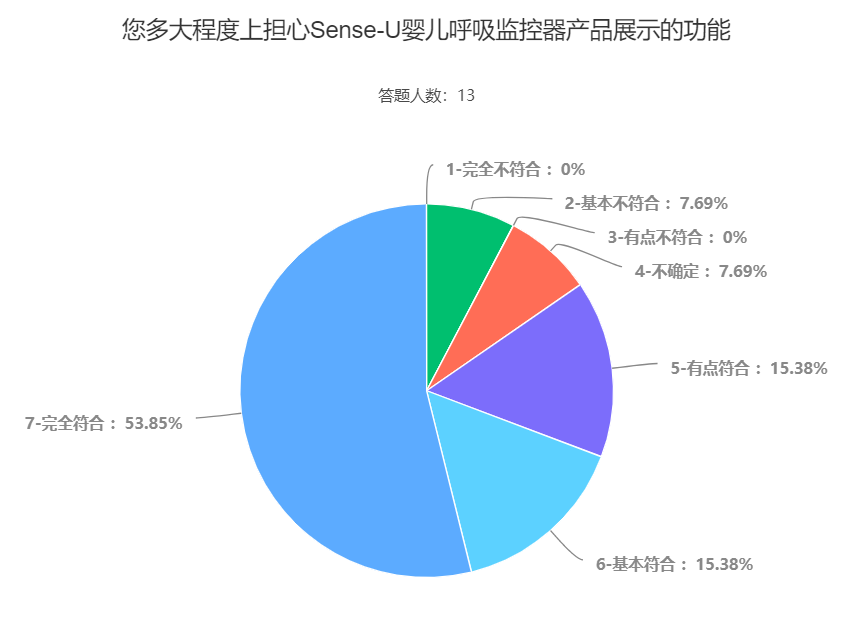 您多大程度上担心Sense-U婴儿呼吸监控器产品展示的功能
答题人数：13
1-完全不符合： 0%
2-基本不符合： 7.69%
3-有点不符合： 0%
4-不确定： 7.69%
5-有点符合： 15.38%
7-完全符合： 53.85%
6-基本符合： 15.38%